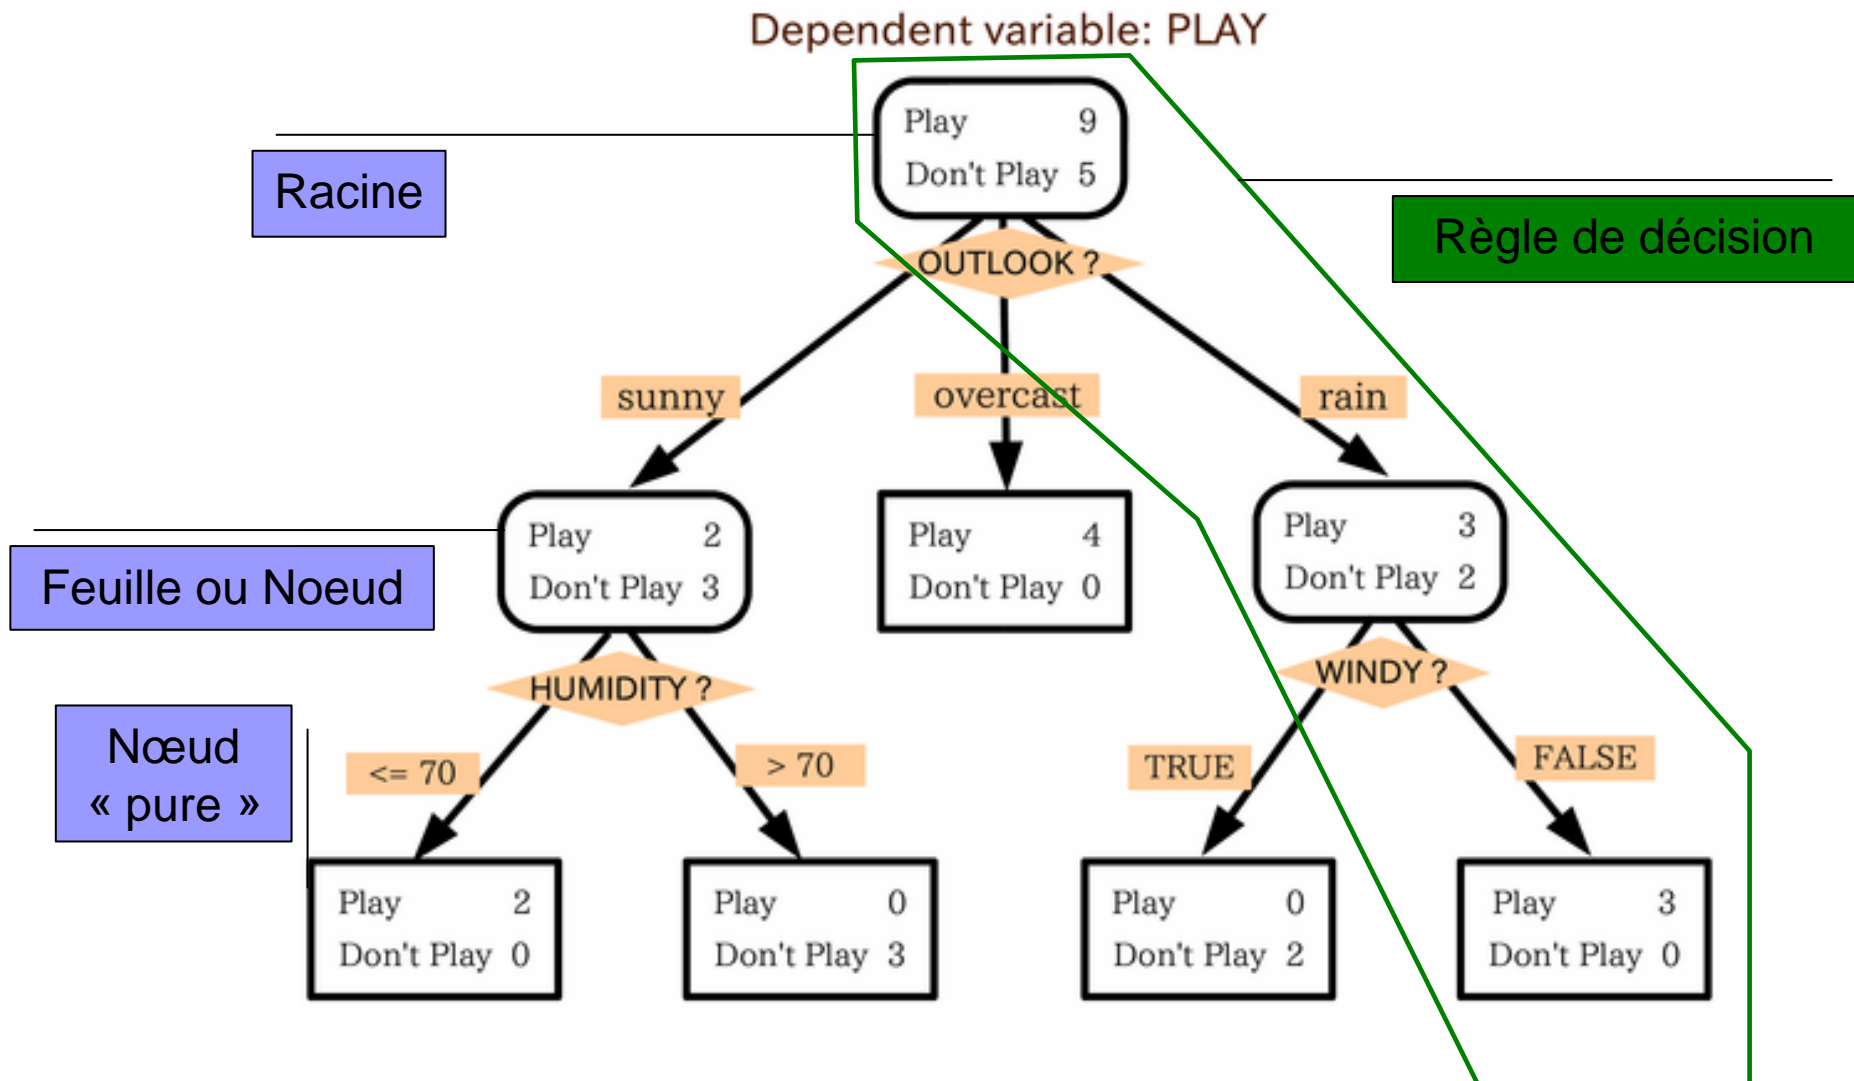 Dependent variable: PLAY
Play 9
Don't Play 5
Racine
Règle de décision
OUTLOOK ?
sunny
overcast
rain
Play 2
Don't Play 3
Play 4
Don't Play 0
Play 3
Don't Play 2
Feuille ou Noeud
HUMIDITY ?
WINDY ?
Nœud
« pure »
<= 70
> 70
TRUE
FALSE
Play 2
Don't Play 0
Play 0
Don't Play 3
Play 0
Don't Play 2
Play 3
Don't Play 0